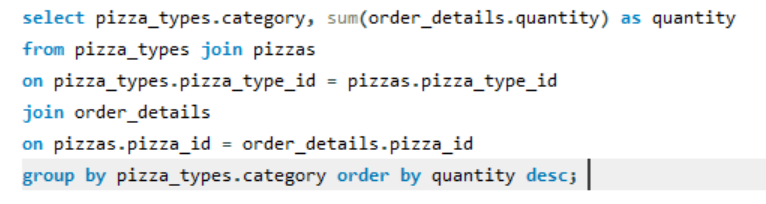 select pizza_types.category, sum(order_details.quantity) as quantity
from pizza_types join pizzas
on pizza_types.pizza_type_id = pizzas.pizza_type_id
join order_details
on pizzas.pizza_id = order_details.pizza_id
group by pizza_types.category order by quantity desc;